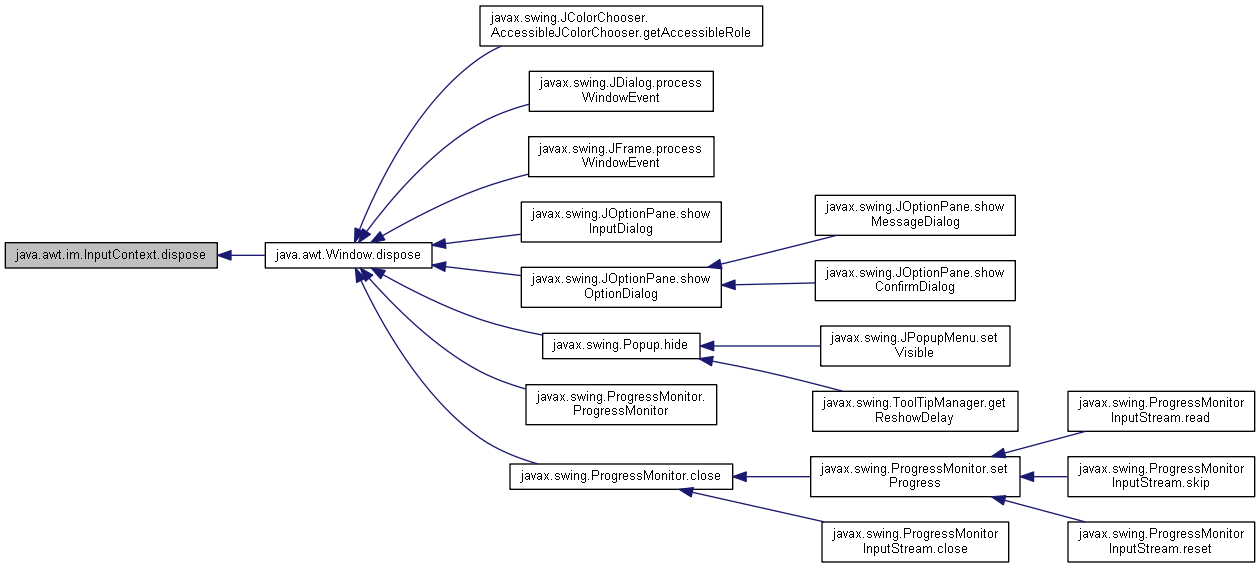 javax.swing.JColorChooser.
AccessibleJColorChooser.getAccessibleRole
javax.swing.JDialog.process
WindowEvent
javax.swing.JFrame.process
WindowEvent
javax.swing.JOptionPane.show
InputDialog
javax.swing.JOptionPane.show
MessageDialog
java.awt.im.InputContext.dispose
java.awt.Window.dispose
javax.swing.JOptionPane.show
OptionDialog
javax.swing.JOptionPane.show
ConfirmDialog
javax.swing.Popup.hide
javax.swing.JPopupMenu.set
Visible
javax.swing.ProgressMonitor.
ProgressMonitor
javax.swing.ToolTipManager.get
ReshowDelay
javax.swing.ProgressMonitor
InputStream.read
javax.swing.ProgressMonitor.close
javax.swing.ProgressMonitor.set
Progress
javax.swing.ProgressMonitor
InputStream.skip
javax.swing.ProgressMonitor
InputStream.close
javax.swing.ProgressMonitor
InputStream.reset